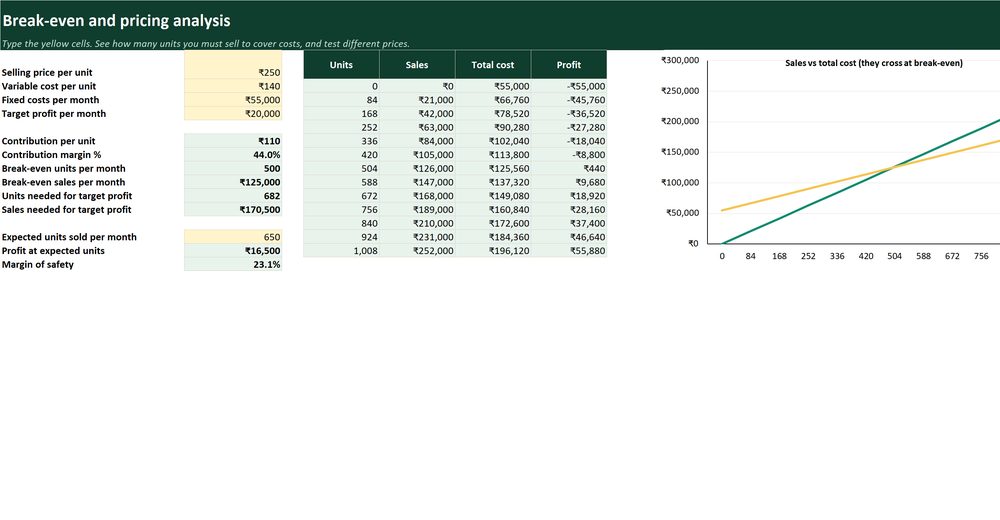 Break-even and pricing analysis
Type the yellow cells. See how many units you must sell to cover costs, and test different prices.
Selling price per unit ₹250
Variable cost per unit ₹140
Fixed costs per month ₹55,000
Target profit per month ₹20,000
Contribution per unit ₹110
Contribution margin % 44.0%
Break-even units per month 500
Break-even sales per month ₹125,000
Units needed for target profit 682
Sales needed for target profit ₹170,500
Expected units sold per month 650
Profit at expected units ₹16,500
Margin of safety 23.1%
Units Sales Total cost Profit
0 ₹0 ₹55,000 -₹55,000
84 ₹21,000 ₹66,760 -₹45,760
168 ₹42,000 ₹78,520 -₹36,520
252 ₹63,000 ₹90,280 -₹27,280
336 ₹84,000 ₹102,040 -₹18,040
420 ₹105,000 ₹113,800 -₹8,800
504 ₹126,000 ₹125,560 ₹440
588 ₹147,000 ₹137,320 ₹9,680
672 ₹168,000 ₹149,080 ₹18,920
756 ₹189,000 ₹160,840 ₹28,160
840 ₹210,000 ₹172,600 ₹37,400
924 ₹231,000 ₹184,360 ₹46,640
1,008 ₹252,000 ₹196,120 ₹55,880
Sales vs total cost (they cross at break-even)
₹300,000
₹250,000
₹200,000
₹150,000
₹100,000
₹50,000
₹0
0 84 168 252 336 420 504 588 672 756